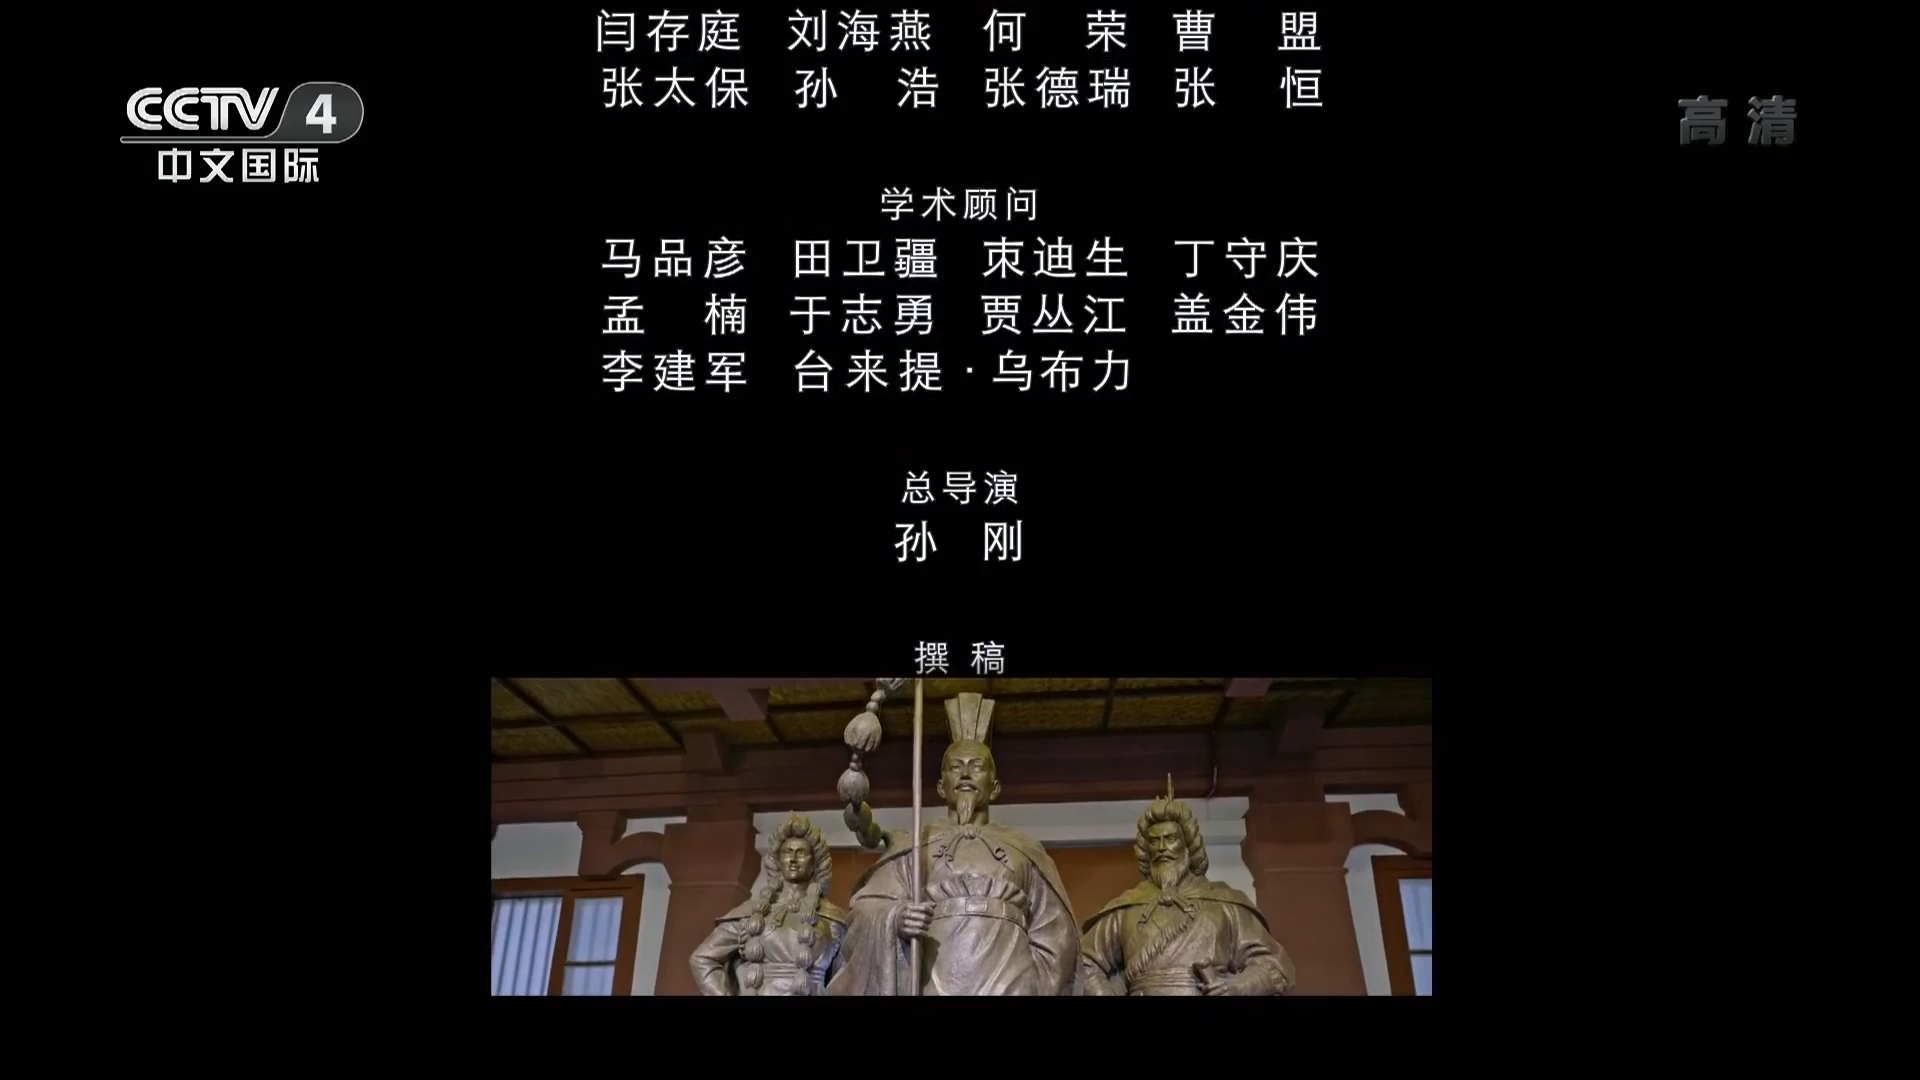 闫存庭 刘海燕 何荣 曹盟
张太保 孙浩 张德瑞 张恒
CCTV 4
中文国际
高清
学术顾问
马品彦 田卫疆 束迪生 丁守庆
孟楠 于志勇 贾丛江 盖金伟
李建军 台来提·乌布力
总导演
孙刚
撰稿